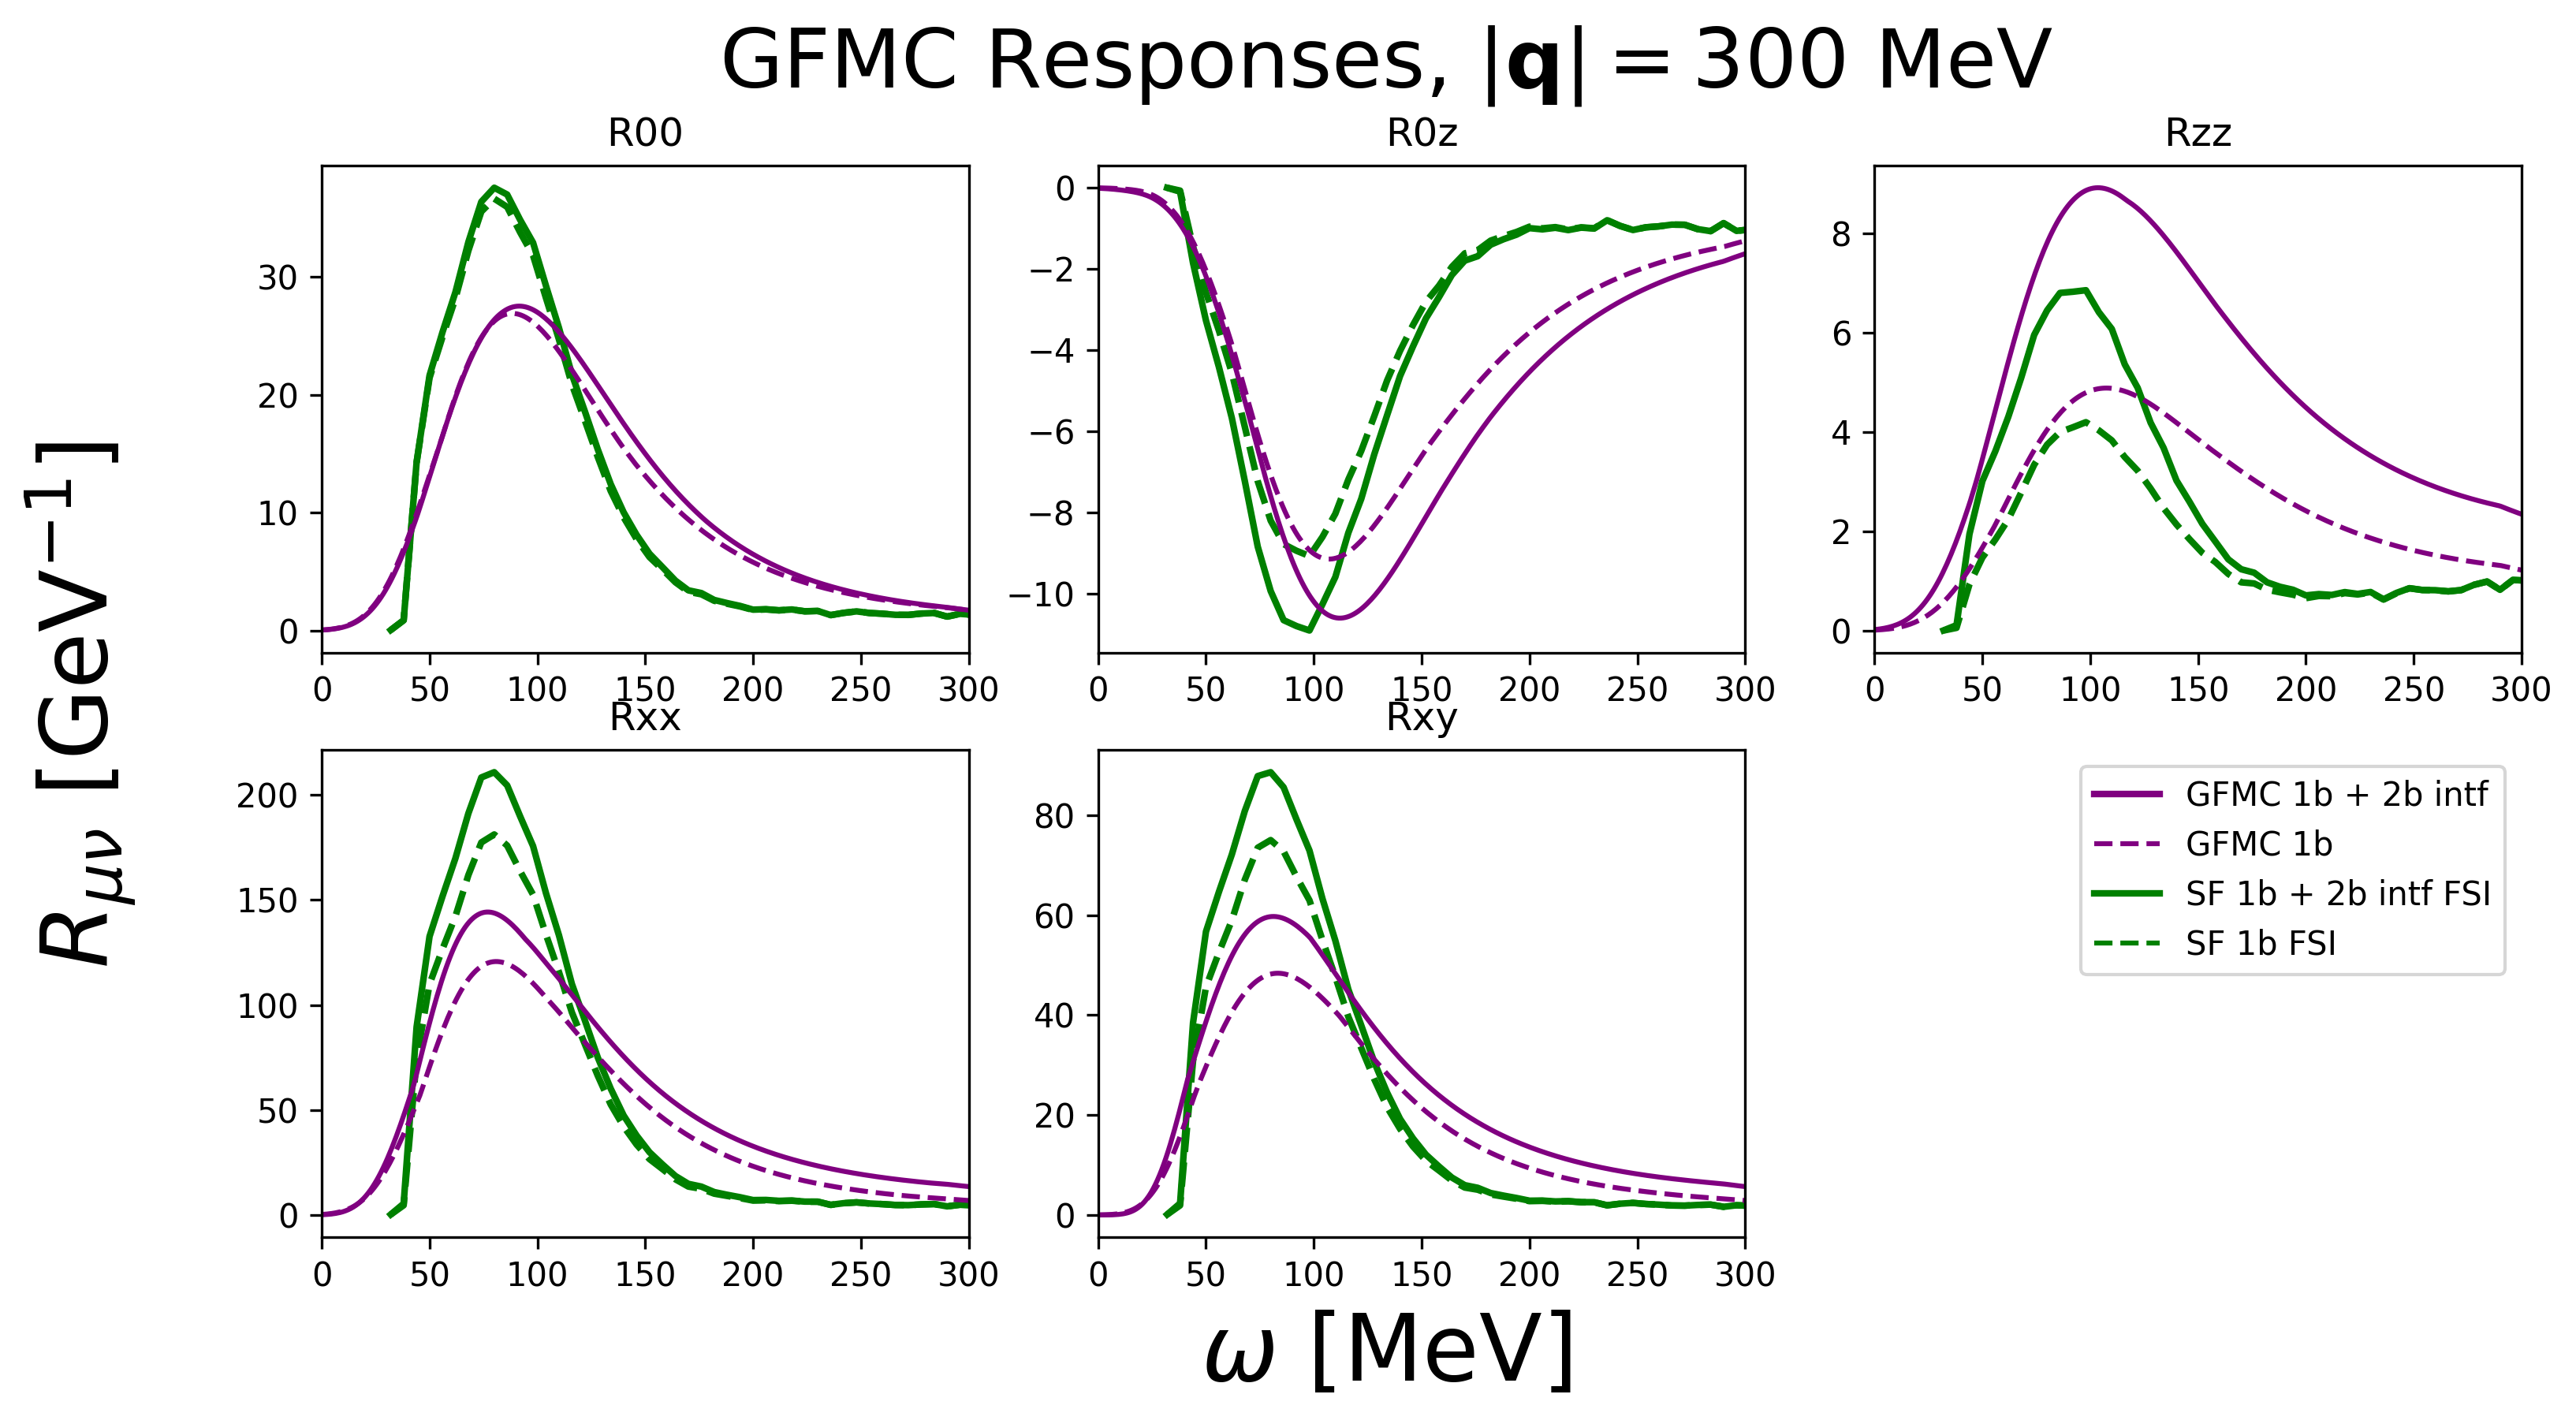 GFMC Responses, |q| = 300 MeV
R_{μν} [GeV^{−1}]
R00
30
20
10
0
0 50 100 150 200 250 300
R0z
0
−2
−4
−6
−8
−10
0 50 100 150 200 250 300
Rzz
8
6
4
2
0
0 50 100 150 200 250 300
Rxx
200
150
100
50
0
0 50 100 150 200 250 300
Rxy
80
60
40
20
0
0 50 100 150 200 250 300
GFMC 1b + 2b intf
GFMC 1b
SF 1b + 2b intf FSI
SF 1b FSI
ω [MeV]